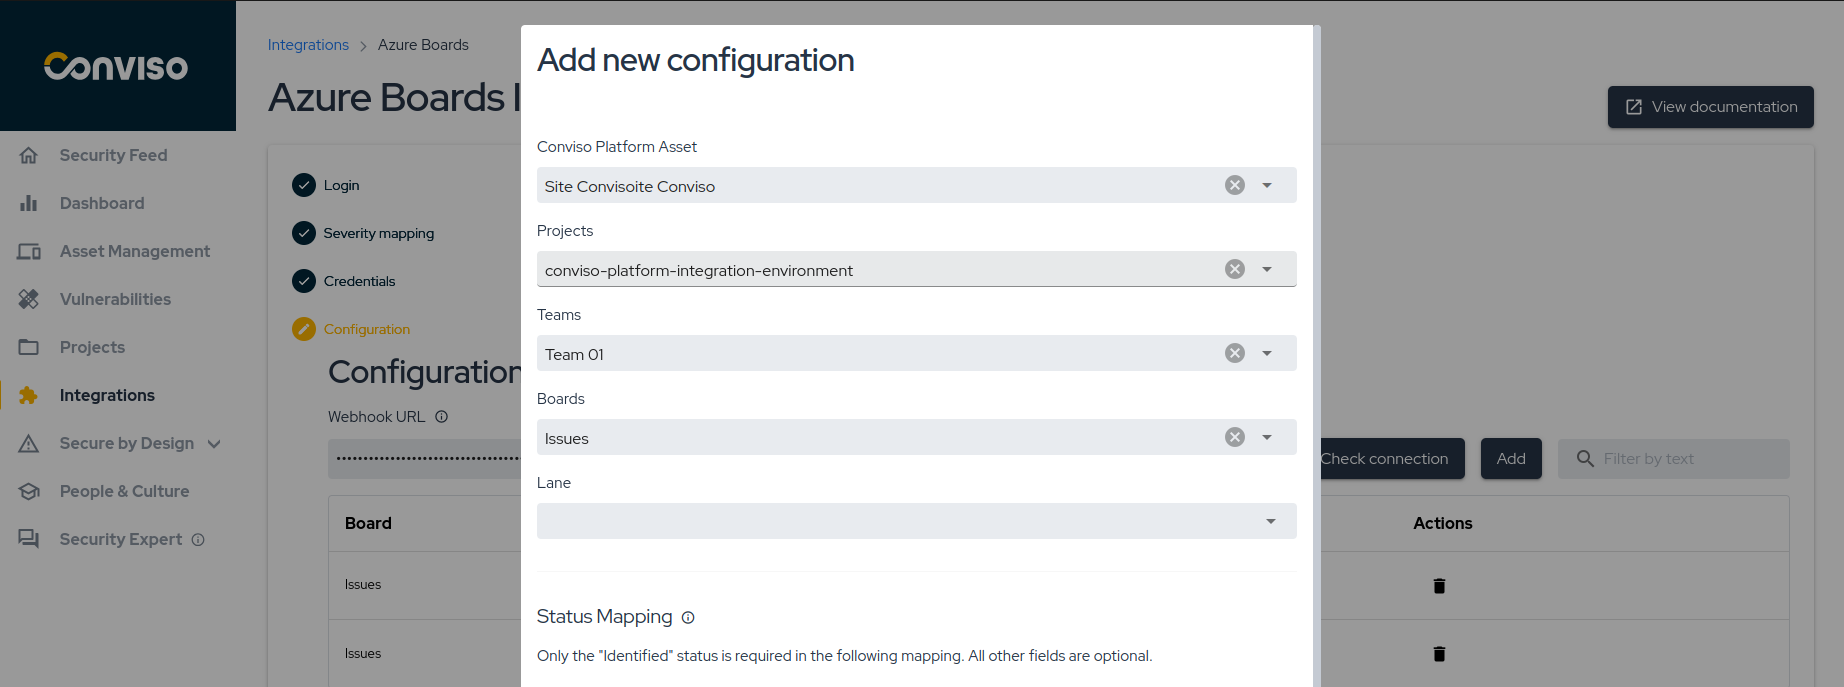 Conviso
Security Feed
Dashboard
Asset Management
Vulnerabilities
Projects
Integrations
Secure by Design
People & Culture
Security Expert
Integrations > Azure Boards
Azure Boards I
View documentation
Login
Severity mapping
Credentials
Configuration
Configuration
Webhook URL
Check connection
Add
Filter by text
Board
Actions
Issues
Issues
Add new configuration
Conviso Platform Asset
Site Convisoite Conviso
Projects
conviso-platform-integration-environment
Teams
Team 01
Boards
Issues
Lane
Status Mapping
Only the "Identified" status is required in the following mapping. All other fields are optional.